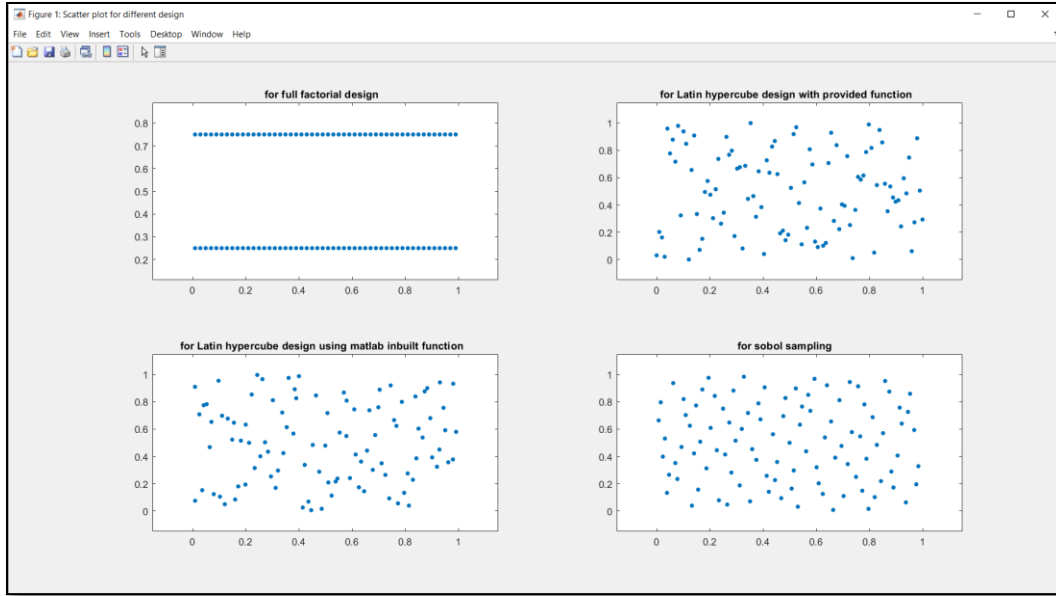 Figure 1: Scatter plot for different design
File Edit View Insert Tools Desktop Window Help
for full factorial design
0.8
0.7
0.6
0.5
0.4
0.3
0.2
0 0.2 0.4 0.6 0.8 1
for Latin hypercube design with provided function
1
0.8
0.6
0.4
0.2
0
0 0.2 0.4 0.6 0.8 1
for Latin hypercube design using matlab inbuilt function
1
0.8
0.6
0.4
0.2
0
0 0.2 0.4 0.6 0.8 1
for sobol sampling
1
0.8
0.6
0.4
0.2
0
0 0.2 0.4 0.6 0.8 1